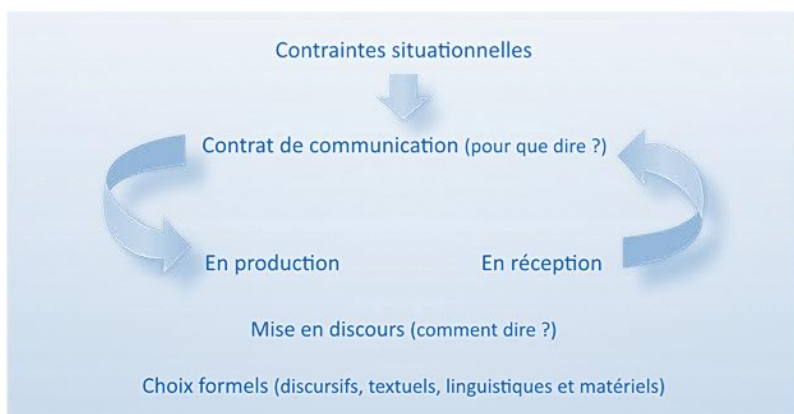 Contraintes situationnelles
Contrat de communication (pour que dire ?)
En production
En réception
Mise en discours (comment dire ?)
Choix formels (discursifs, textuels, linguistiques et matériels)